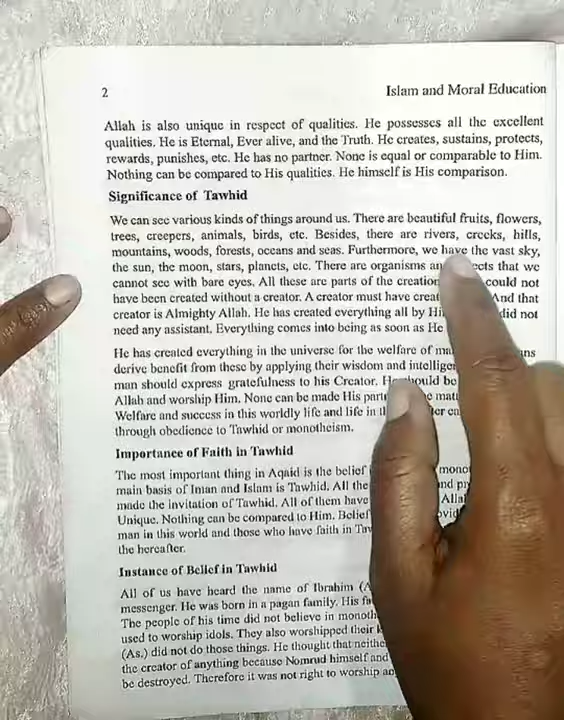 2
Islam and Moral Education
Allah is also unique in respect of qualities. He possesses all the excellent
qualities. He is Eternal, Ever alive, and the Truth. He creates, sustains, protects,
rewards, punishes, etc. He has no partner. None is equal or comparable to Him.
Nothing can be compared to His qualities. He himself is His comparison.
Significance of Tawhid
We can see various kinds of things around us. There are beautiful fruits, flowers,
trees, creepers, animals, birds, etc. Besides, there are rivers, creeks, hills,
mountains, woods, forests, oceans and seas. Furthermore, we have the vast sky,
the sun, the moon, stars, planets, etc. There are organisms that we
cannot see with bare eyes. All these are parts of the creation could not
have been created without a creator. A creator must have And that
creator is Almighty Allah. He has created everything all by did not
need any assistant. Everything comes into being as soon as He
He has created everything in the universe for the welfare of
derive benefit from these by applying their wisdom and
man should express gratefulness to his Creator. should be
Allah and worship Him. None can be made His
Welfare and success in this worldly life and life in
through obedience to Tawhid or monotheism.
Importance of Faith in Tawhid
The most important thing in Aqaid is the belief
main basis of Iman and Islam is Tawhid. All the
made the invitation of Tawhid. All of them have
Unique. Nothing can be compared to Him. Belief
man in this world and those who have faith in
the hereafter.
Instance of Belief in Tawhid
All of us have heard the name of Ibrahim
messenger. He was born in a pagan family. His
The people of his time did not believe in
used to worship idols. They also worshipped their
(As.) did not do those things. He thought that
the creator of anything because Nomrud himself and
be destroyed. Therefore it was not right to worship